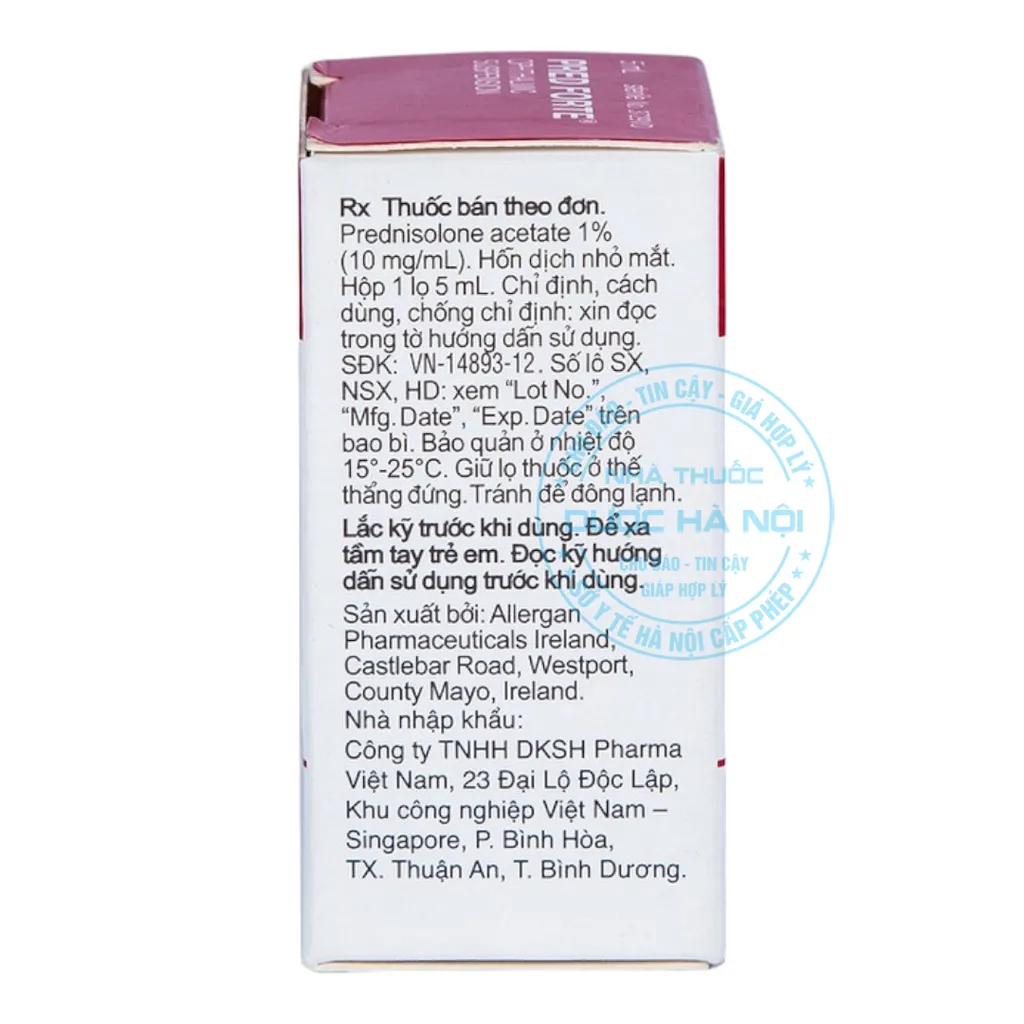 PRED FORTE®
OPHTHALMIC
SUSPENSION
5 mL
Rx Thuốc bán theo đơn.
Prednisolone acetate 1%
(10 mg/mL). Hỗn dịch nhỏ mắt.
Hộp 1 lọ 5 mL. Chỉ định, cách
dùng, chống chỉ định: xin đọc
trong tờ hướng dẫn sử dụng.
SĐK: VN-14893-12. Số lô SX,
NSX, HD: xem “Lot No.”,
“Mfg.Date”, “Exp.Date” trên
bao bì. Bảo quản ở nhiệt độ
15°-25°C. Giữ lọ thuốc ở thế
thẳng đứng.Tránh để đông lạnh.
Lắc kỹ trước khi dùng. Để xa
tầm tay trẻ em. Đọc kỹ hướng
dẫn sử dụng trước khi dùng.
Sản xuất bởi: Allergan
Pharmaceuticals Ireland,
Castlebar Road, Westport,
County Mayo, Ireland.
Nhà nhập khẩu:
Công ty TNHH DKSH Pharma
Việt Nam, 23 Đại Lộ Độc Lập,
Khu công nghiệp Việt Nam –
Singapore, P. Bình Hòa,
TX. Thuận An, T. Bình Dương.
CHU ĐÁO - TIN CẬY - GIÁ HỢP LÝ
NHÀ THUỐC
DƯỢC HÀ NỘI
CHU ĐÁO - TIN CẬY
GIÁP HỢP LÝ
SỞ Y TẾ HÀ NỘI CẤP PHÉP